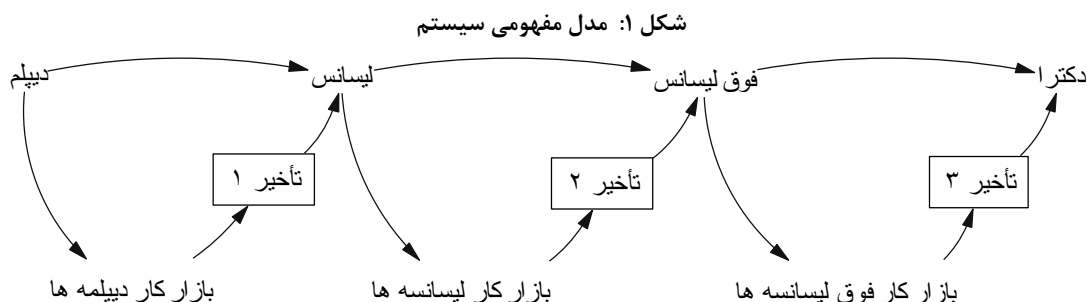 شکل ۱: مدل مفهومی سیستم
دیپلم
لیسانس
فوق لیسانس
دکترا
تأخیر ۱
تأخیر ۲
تأخیر ۳
بازار کار دیپلمه ها
بازار کار لیسانسه ها
بازار کار فوق لیسانسه ها